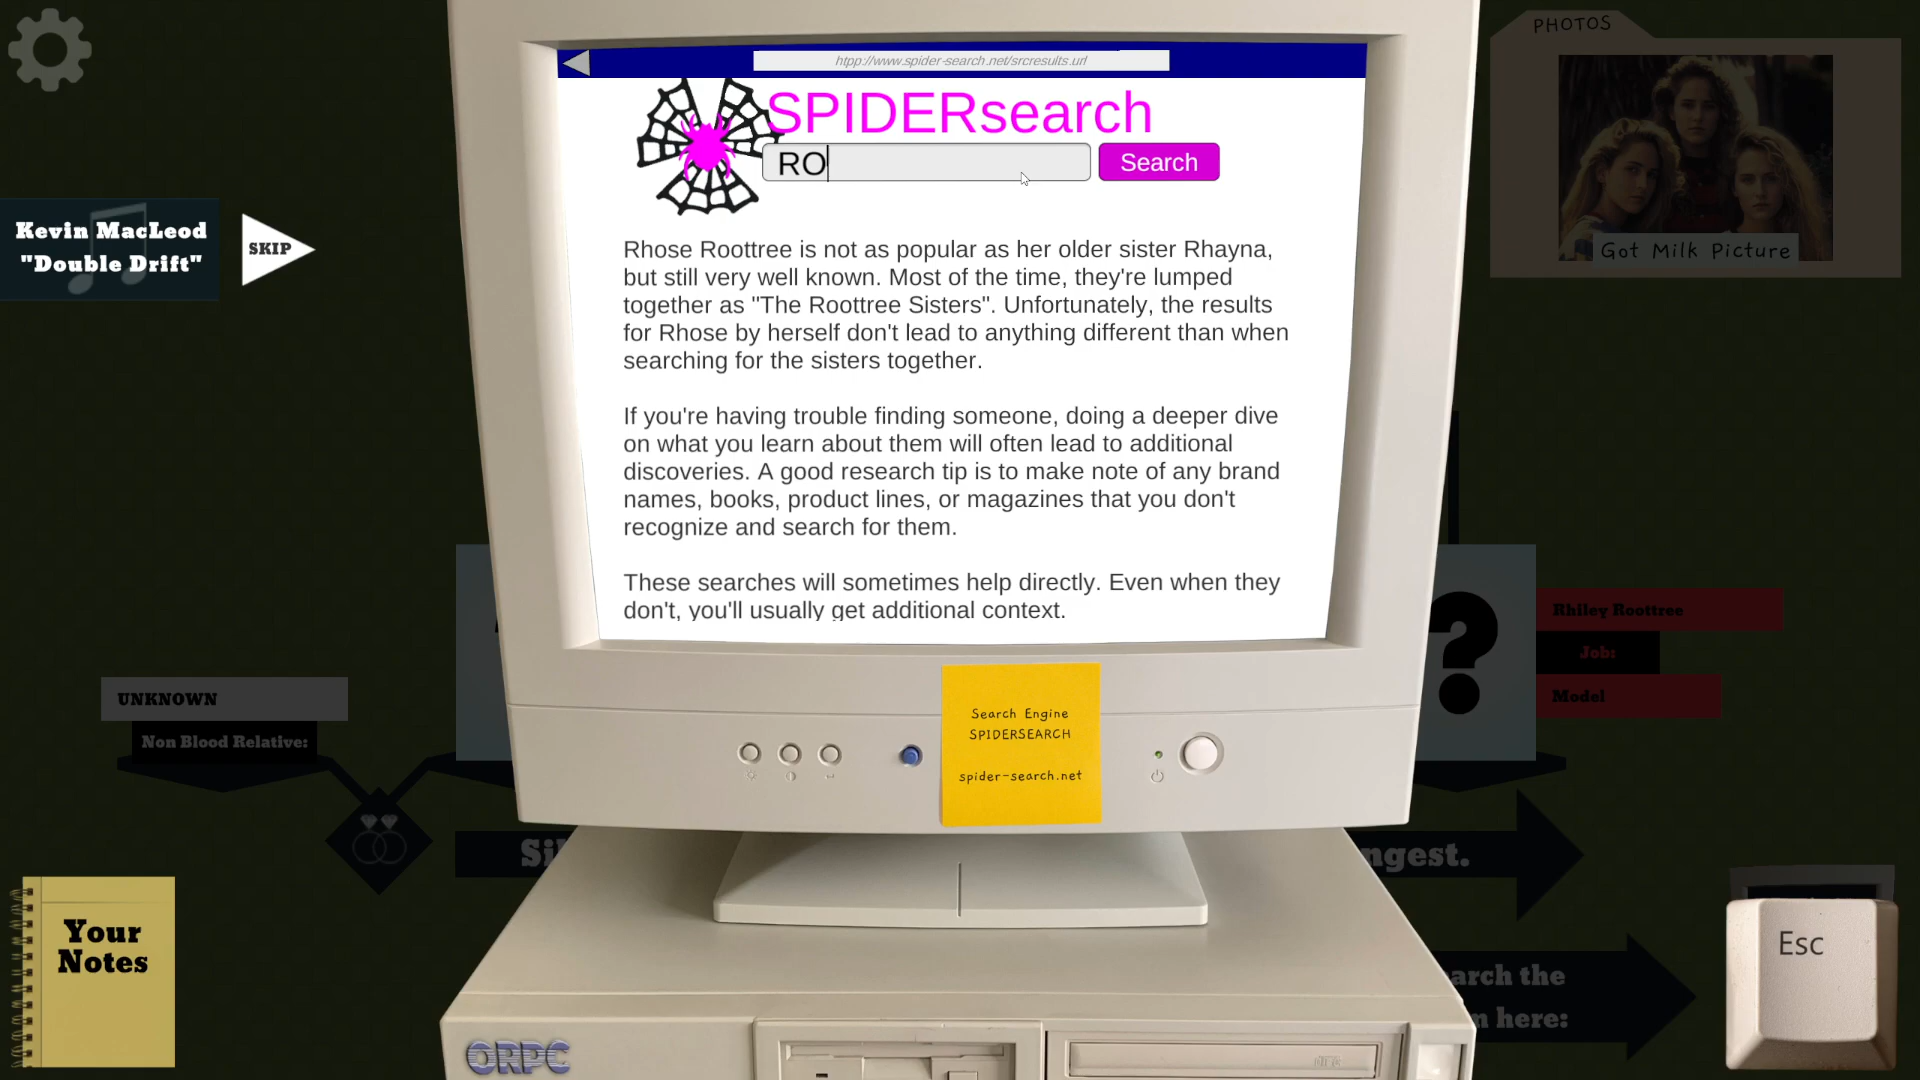 PHOTOS
htpp://www.spider-search.net/srcresults.url
SPIDERsearch
RO
Search
Got Milk Picture
Kevin MacLeod
"Double Drift"
SKIP
Rhose Roottree is not as popular as her older sister Rhayna,
but still very well known. Most of the time, they're lumped
together as "The Roottree Sisters". Unfortunately, the results
for Rhose by herself don't lead to anything different than when
searching for the sisters together.
If you're having trouble finding someone, doing a deeper dive
on what you learn about them will often lead to additional
discoveries. A good research tip is to make note of any brand
names, books, product lines, or magazines that you don't
recognize and search for them.
These searches will sometimes help directly. Even when they
don't, you'll usually get additional context.
Rhiley Roottree
Job:
Model
UNKNOWN
Non Blood Relative:
Search Engine
SPIDERSEARCH
spider-search.net
ngest.
Your
Notes
Esc
arch the
here:
ORPC